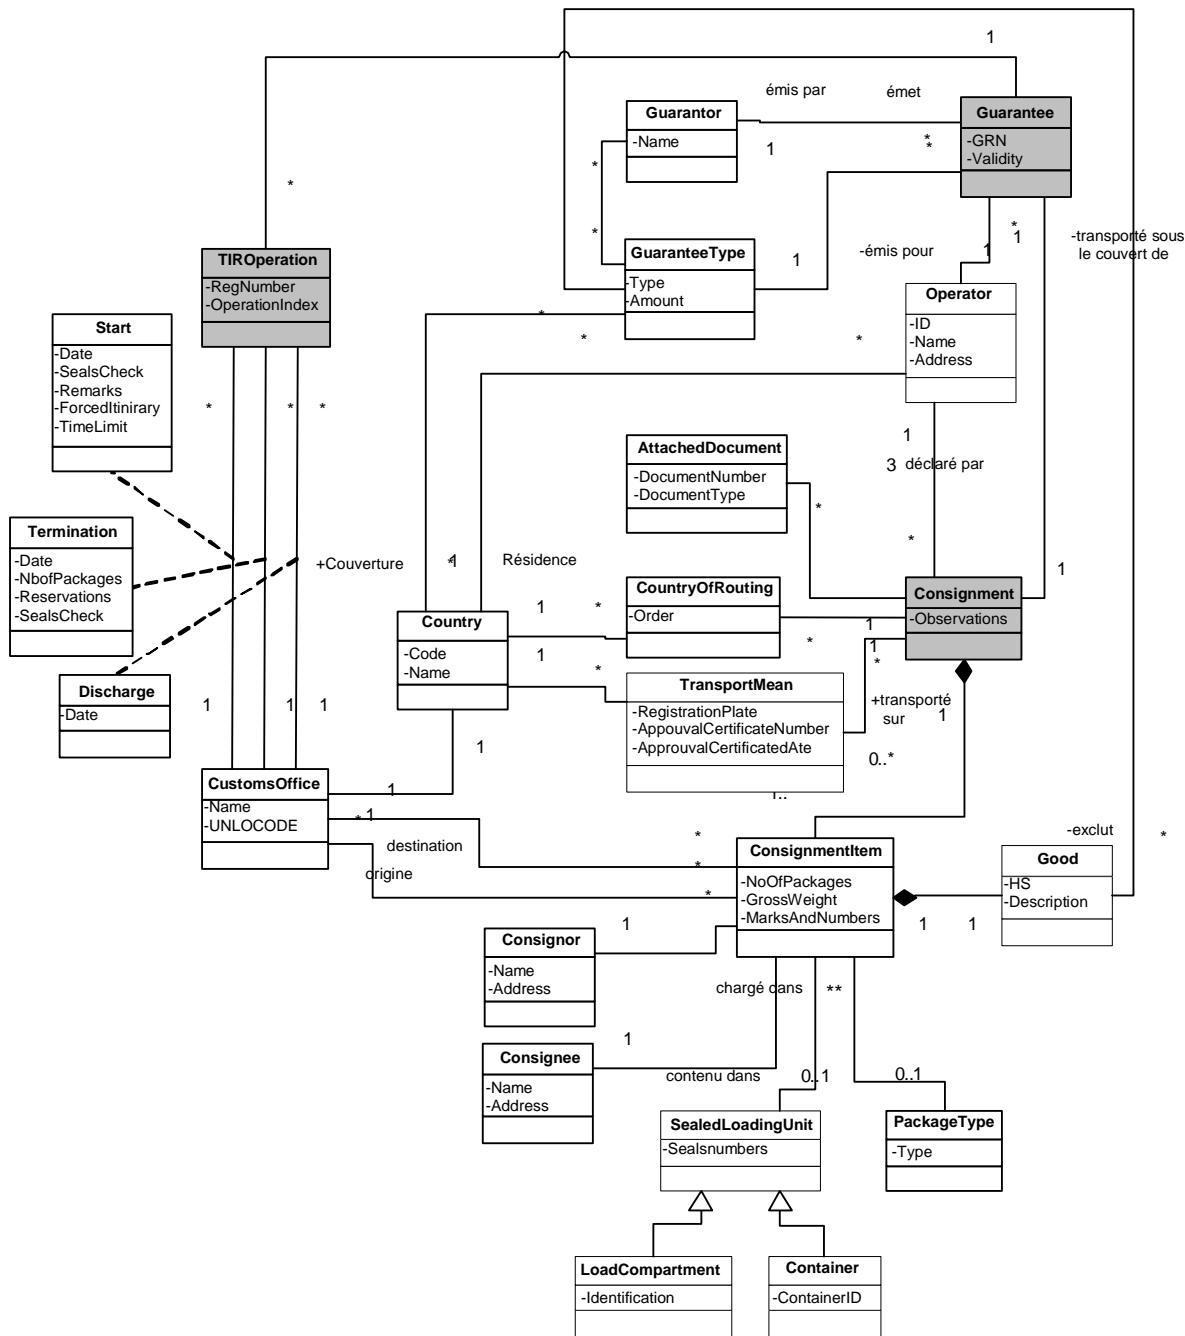 1
émis par
émet
Guarantor
-Name
Guarantee
-GRN
-Validity
1
*
*
*
*
*
TIROperation
-RegNumber
-OperationIndex
GuaranteeType
-Type
-Amount
1
-émis pour
*
1
1
-transporté sous
le couvert de
Operator
-ID
-Name
-Address
Start
-Date
-SealsCheck
-Remarks
-ForcedItinirary
-TimeLimit
*
*
*
*
*
*
1
3 déclaré par
AttachedDocument
-DocumentNumber
-DocumentType
*
*
Termination
-Date
-NbofPackages
-Reservations
-SealsCheck
+Couverture
*
1
Résidence
1
CountryOfRouting
-Order
Consignment
-Observations
Country
-Code
-Name
1
*
1
*
1
1
*
*
Discharge
-Date
1
1
1
TransportMean
-RegistrationPlate
-AppouvalCertificateNumber
-ApprouvalCertificatedAte
+transporté
sur
1
1
0..*
CustomsOffice
-Name
-UNLOCODE
1
1..
*
1
destination
origine
*
*
*
ConsignmentItem
-NoOfPackages
-GrossWeight
-MarksAndNumbers
-exclut
*
Good
-HS
-Description
1
1
1
Consignor
-Name
-Address
chargé dans
**
Consignee
-Name
-Address
1
contenu dans
0..1
0..1
SealedLoadingUnit
-Sealsnumbers
PackageType
-Type
LoadCompartment
-Identification
Container
-ContainerID